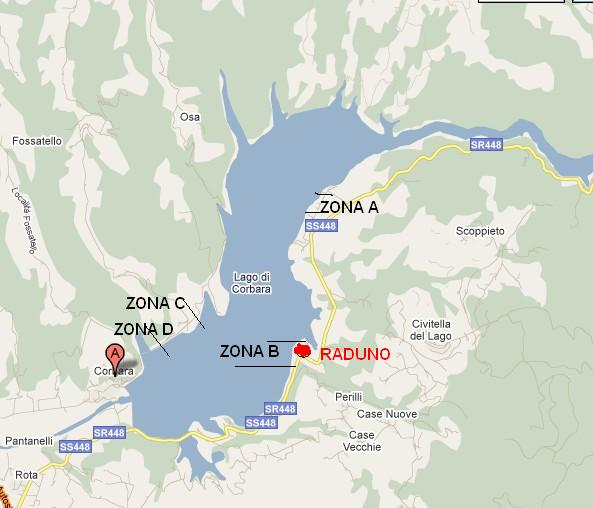 Osa
Fossatello
SR448
Località Fossatello
ZONA A
SS448
Scoppieto
Lago di
Corbara
ZONA C
ZONA D
Civitella
del Lago
ZONA B
RADUNO
A
Corbara
Perilli
SR448
Case Nuove
SS448
SR448
Pantanelli
SS448
Case
Vecchie
Rota